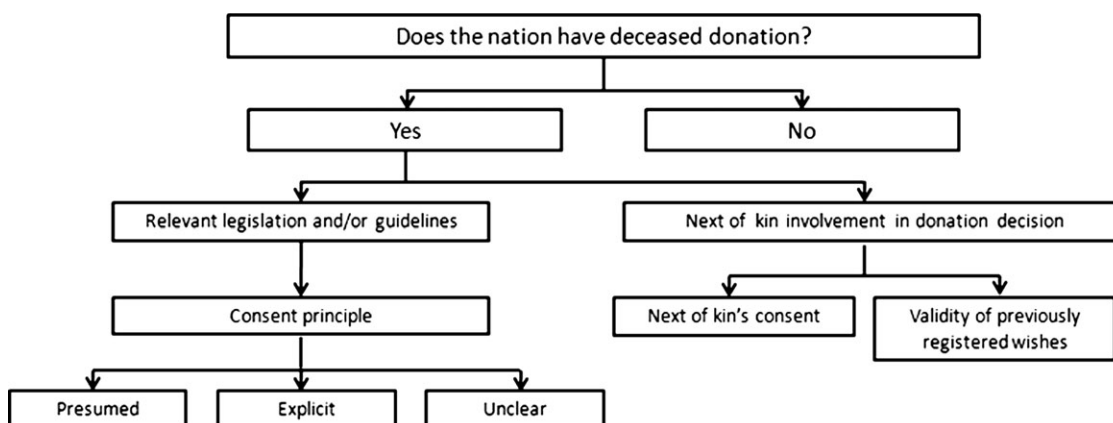 Does the nation have deceased donation?
Yes
No
Relevant legislation and/or guidelines
Next of kin involvement in donation decision
Consent principle
Next of kin's consent
Validity of previously
registered wishes
Presumed
Explicit
Unclear